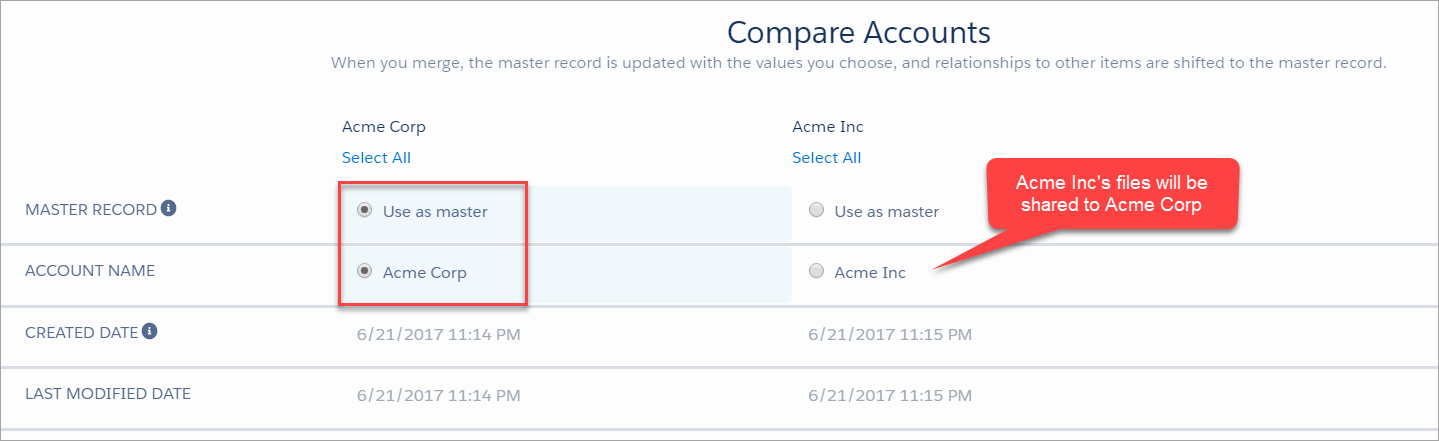 Compare Accounts
When you merge, the master record is updated with the values you choose, and relationships to other items are shifted to the master record.
Acme Corp
Acme Inc
Select All
Select All
Acme Inc's files will be
shared to Acme Corp
MASTER RECORD
Use as master
Use as master
ACCOUNT NAME
Acme Corp
Acme Inc
CREATED DATE
6/21/2017 11:14 PM
6/21/2017 11:15 PM
LAST MODIFIED DATE
6/21/2017 11:14 PM
6/21/2017 11:15 PM